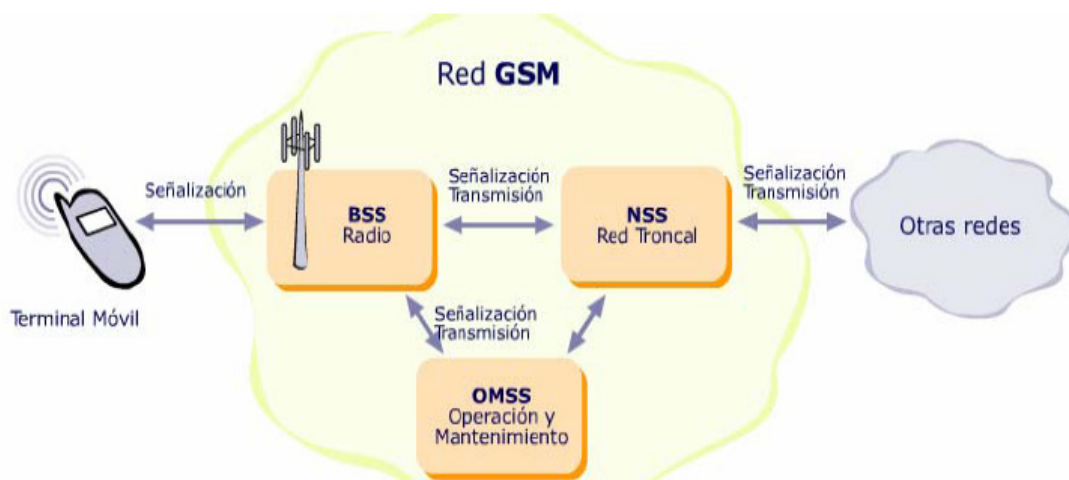 Red GSM
Señalización
BSS
Radio
Señalización
Transmisión
NSS
Red Troncal
Señalización
Transmisión
Otras redes
Terminal Móvil
Señalización
Transmisión
OMSS
Operación y
Mantenimiento